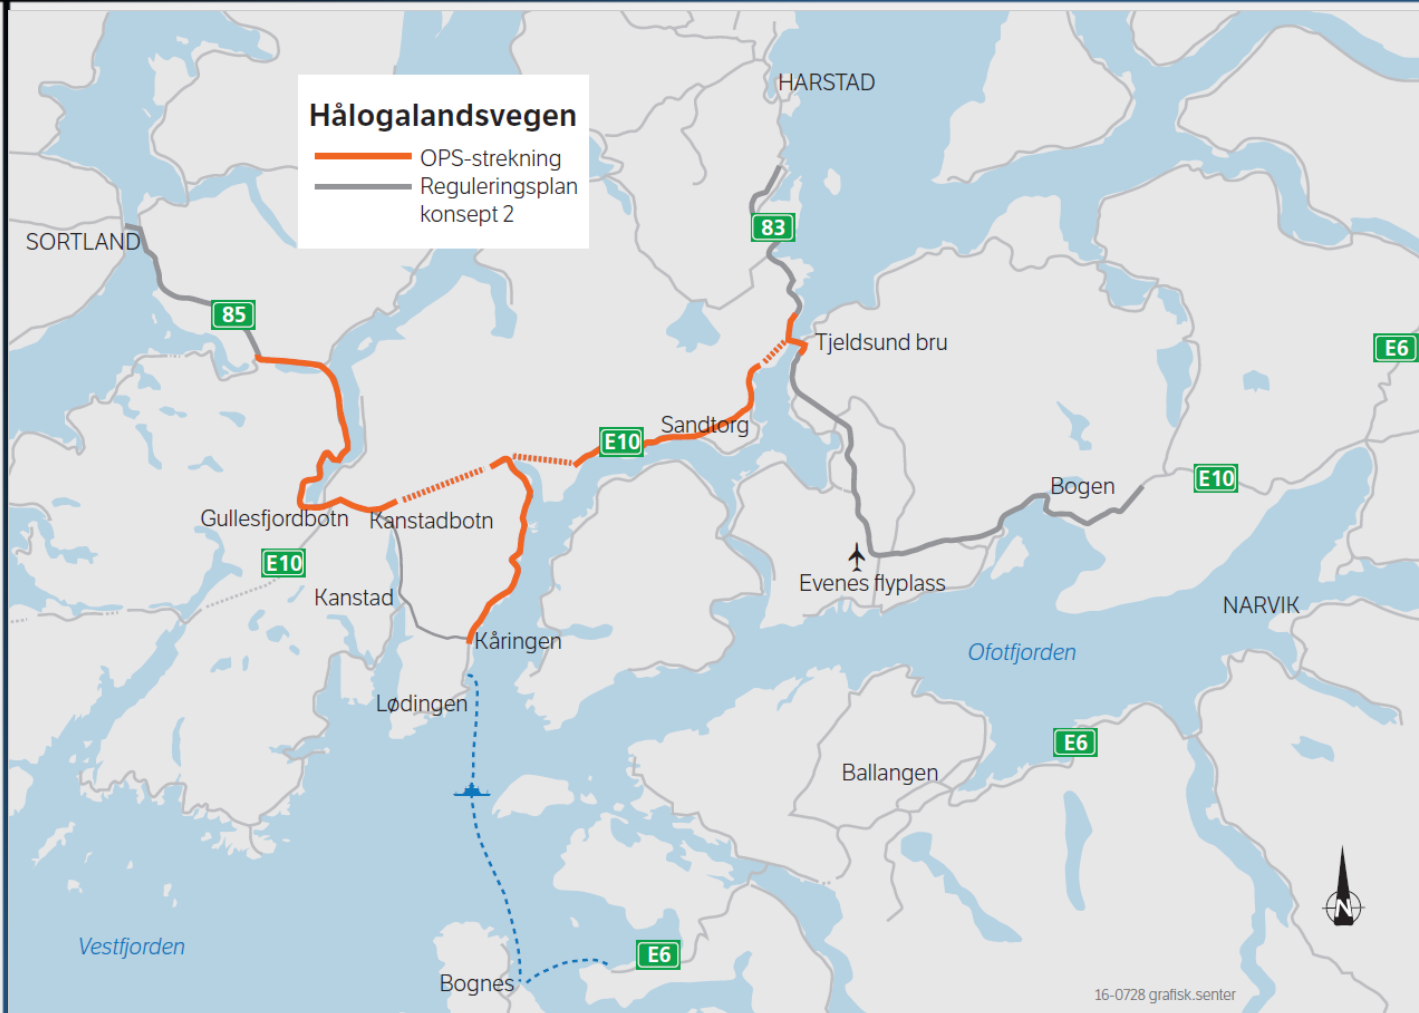 HARSTAD
Hålogalandsvegen
OPS-strekning
Reguleringsplan
konsept 2
83
SORTLAND
85
Tjeldsund bru
E6
Sandtorg
E10
E10
Bogen
Gullesfjordbotn
Kanstadbotn
E10
Evenes flyplass
Kanstad
NARVIK
Kåringen
Ofotfjorden
Lødingen
E6
Ballangen
N
Vestfjorden
E6
Bognes
16-0728 grafisk.senter